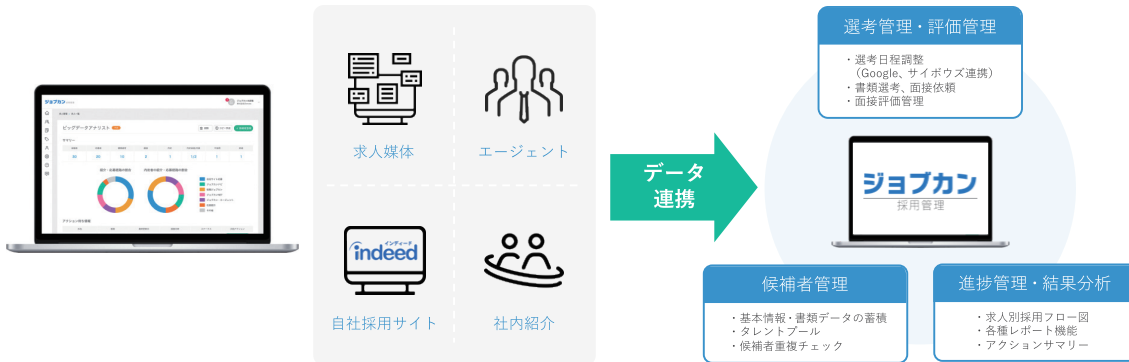 ジョブカン
ビッグデータアナリスト
サマリー
求人媒体
エージェント
インディード
indeed
自社採用サイト
社内紹介
データ
連携
選考管理・評価管理
・選考日程調整
（Google、サイボウズ連携）
・書類選考、面接依頼
・面接評価管理
ジョブカン
採用管理
候補者管理
・基本情報・書類データの蓄積
・タレントプール
・候補者重複チェック
進捗管理・結果分析
・求人別採用フロー図
・各種レポート機能
・アクションサマリー